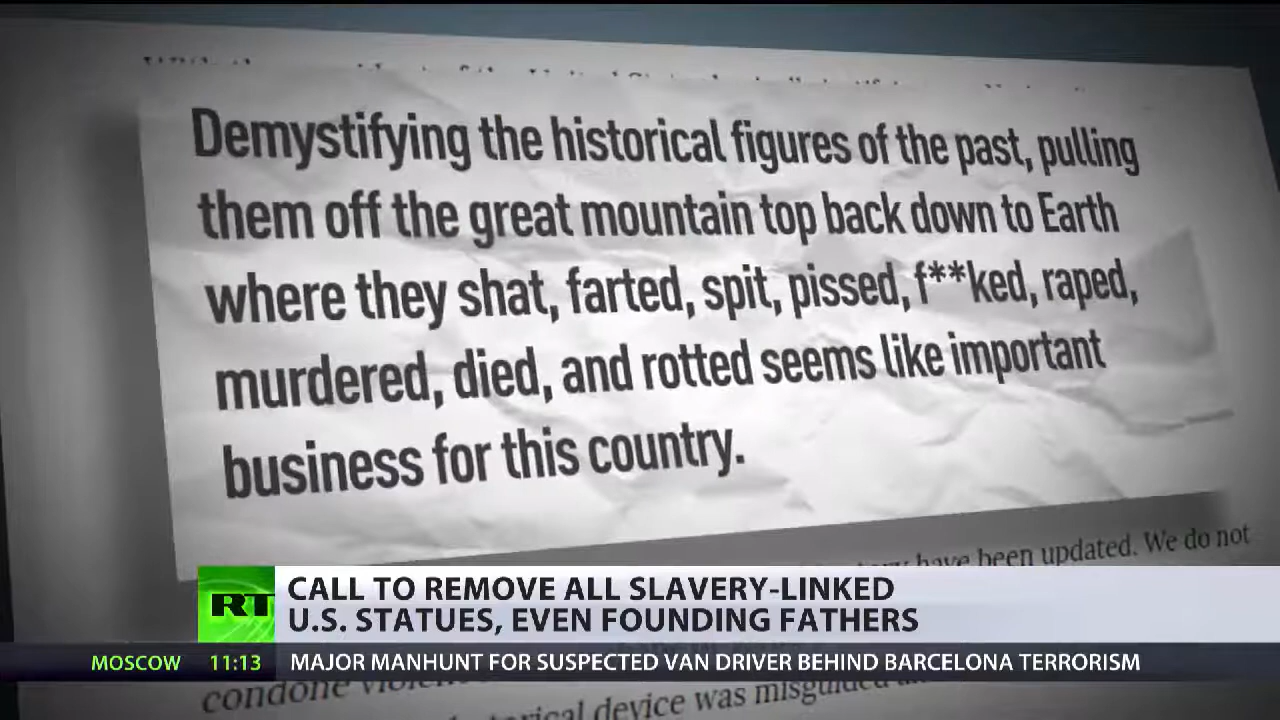 Demystifying the historical figures of the past, pulling
them off the great mountain top back down to Earth
where they shat, farted, spit, pissed, f**ked, raped,
murdered, died, and rotted seems like important
business for this country.
have been updated. We do not
RT
CALL TO REMOVE ALL SLAVERY-LINKED
U.S. STATUES, EVEN FOUNDING FATHERS
MOSCOW 11:13 MAJOR MANHUNT FOR SUSPECTED VAN DRIVER BEHIND BARCELONA TERRORISM
condone
device was misguided